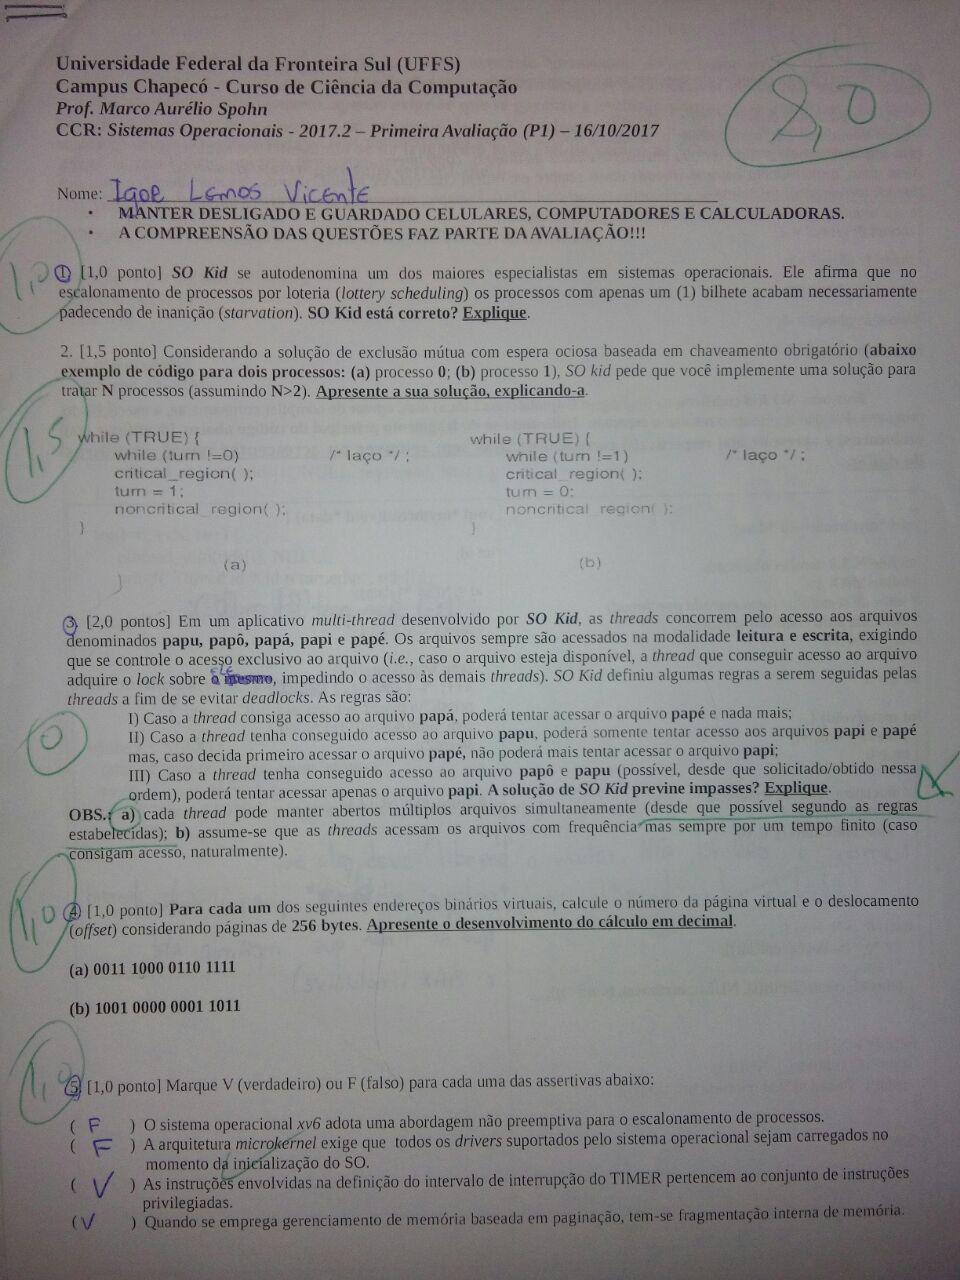 Universidade Federal da Fronteira Sul (UFFS)
Campus Chapecó - Curso de Ciência da Computação
Prof. Marco Aurélio Spohn
CCR: Sistemas Operacionais - 2017.2 – Primeira Avaliação (P1) – 16/10/2017
8,0
Nome: Igor Lemos Vicente
• MANTER DESLIGADO E GUARDADO CELULARES, COMPUTADORES E CALCULADORAS.
• A COMPREENSÃO DAS QUESTÕES FAZ PARTE DA AVALIAÇÃO!!!
1,0
1. [1,0 ponto] SO Kid se autodenomina um dos maiores especialistas em sistemas operacionais. Ele afirma que no
escalonamento de processos por loteria (lottery scheduling) os processos com apenas um (1) bilhete acabam necessariamente
padecendo de inanição (starvation). SO Kid está correto? Explique.
2. [1,5 ponto] Considerando a solução de exclusão mútua com espera ociosa baseada em chaveamento obrigatório (abaixo
exemplo de código para dois processos: (a) processo 0; (b) processo 1), SO kid pede que você implemente uma solução para
tratar N processos (assumindo N>2). Apresente a sua solução, explicando-a.
1,5
while (TRUE) {
while (turn !=0) /* laço */ ;
critical_region( );
turn = 1;
noncritical_region( );
}
(a)
while (TRUE) {
while (turn !=1) /* laço */ ;
critical_region( );
turn = 0;
noncritical_region( );
}
(b)
3. [2,0 pontos] Em um aplicativo multi-thread desenvolvido por SO Kid, as threads concorrem pelo acesso aos arquivos
denominados papu, papô, papá, papi e papé. Os arquivos sempre são acessados na modalidade leitura e escrita, exigindo
que se controle o acesso exclusivo ao arquivo (i.e., caso o arquivo esteja disponível, a thread que conseguir acesso ao arquivo
ELE
adquire o lock sobre o mesmo, impedindo o acesso às demais threads). SO Kid definiu algumas regras a serem seguidas pelas
threads a fim de se evitar deadlocks. As regras são:
I) Caso a thread consiga acesso ao arquivo papá, poderá tentar acessar o arquivo papé e nada mais;
II) Caso a thread tenha conseguido acesso ao arquivo papu, poderá somente tentar acesso aos arquivos papi e papé
mas, caso decida primeiro acessar o arquivo papé, não poderá mais tentar acessar o arquivo papi;
III) Caso a thread tenha conseguido acesso ao arquivo papô e papu (possível, desde que solicitado/obtido nessa
ordem), poderá tentar acessar apenas o arquivo papi. A solução de SO Kid previne impasses? Explique.
0
OBS.: a) cada thread pode manter abertos múltiplos arquivos simultaneamente (desde que possível segundo as regras
estabelecidas); b) assume-se que as threads acessam os arquivos com frequência mas sempre por um tempo finito (caso
consigam acesso, naturalmente).
1,0
4. [1,0 ponto] Para cada um dos seguintes endereços binários virtuais, calcule o número da página virtual e o deslocamento
(offset) considerando páginas de 256 bytes. Apresente o desenvolvimento do cálculo em decimal.
(a) 0011 1000 0110 1111
(b) 1001 0000 0001 1011
1,0
5. [1,0 ponto] Marque V (verdadeiro) ou F (falso) para cada uma das assertivas abaixo:
( F ) O sistema operacional xv6 adota uma abordagem não preemptiva para o escalonamento de processos.
( F ) A arquitetura microkernel exige que todos os drivers suportados pelo sistema operacional sejam carregados no
momento da inicialização do SO.
( V ) As instruções envolvidas na definição do intervalo de interrupção do TIMER pertencem ao conjunto de instruções
privilegiadas.
( V ) Quando se emprega gerenciamento de memória baseada em paginação, tem-se fragmentação interna de memória.